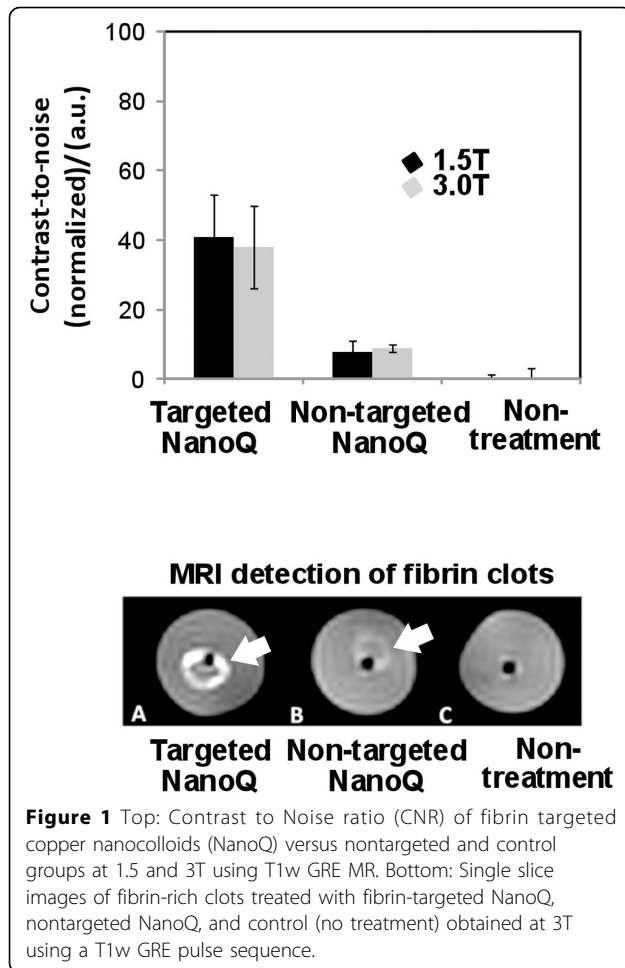 100
80
60
40
20
0
Contrast-to-noise
(normalized)/(a.u.)
1.5T
3.0T
Targeted
NanoQ
Non-targeted
NanoQ
Non-
treatment
MRI detection of fibrin clots
A
B
C
Targeted
NanoQ
Non-targeted
NanoQ
Non-
treatment
Figure 1 Top: Contrast to Noise ratio (CNR) of fibrin targeted
copper nanocolloids (NanoQ) versus nontargeted and control
groups at 1.5 and 3T using T1w GRE MR. Bottom: Single slice
images of fibrin-rich clots treated with fibrin-targeted NanoQ,
nontargeted NanoQ, and control (no treatment) obtained at 3T
using a T1w GRE pulse sequence.